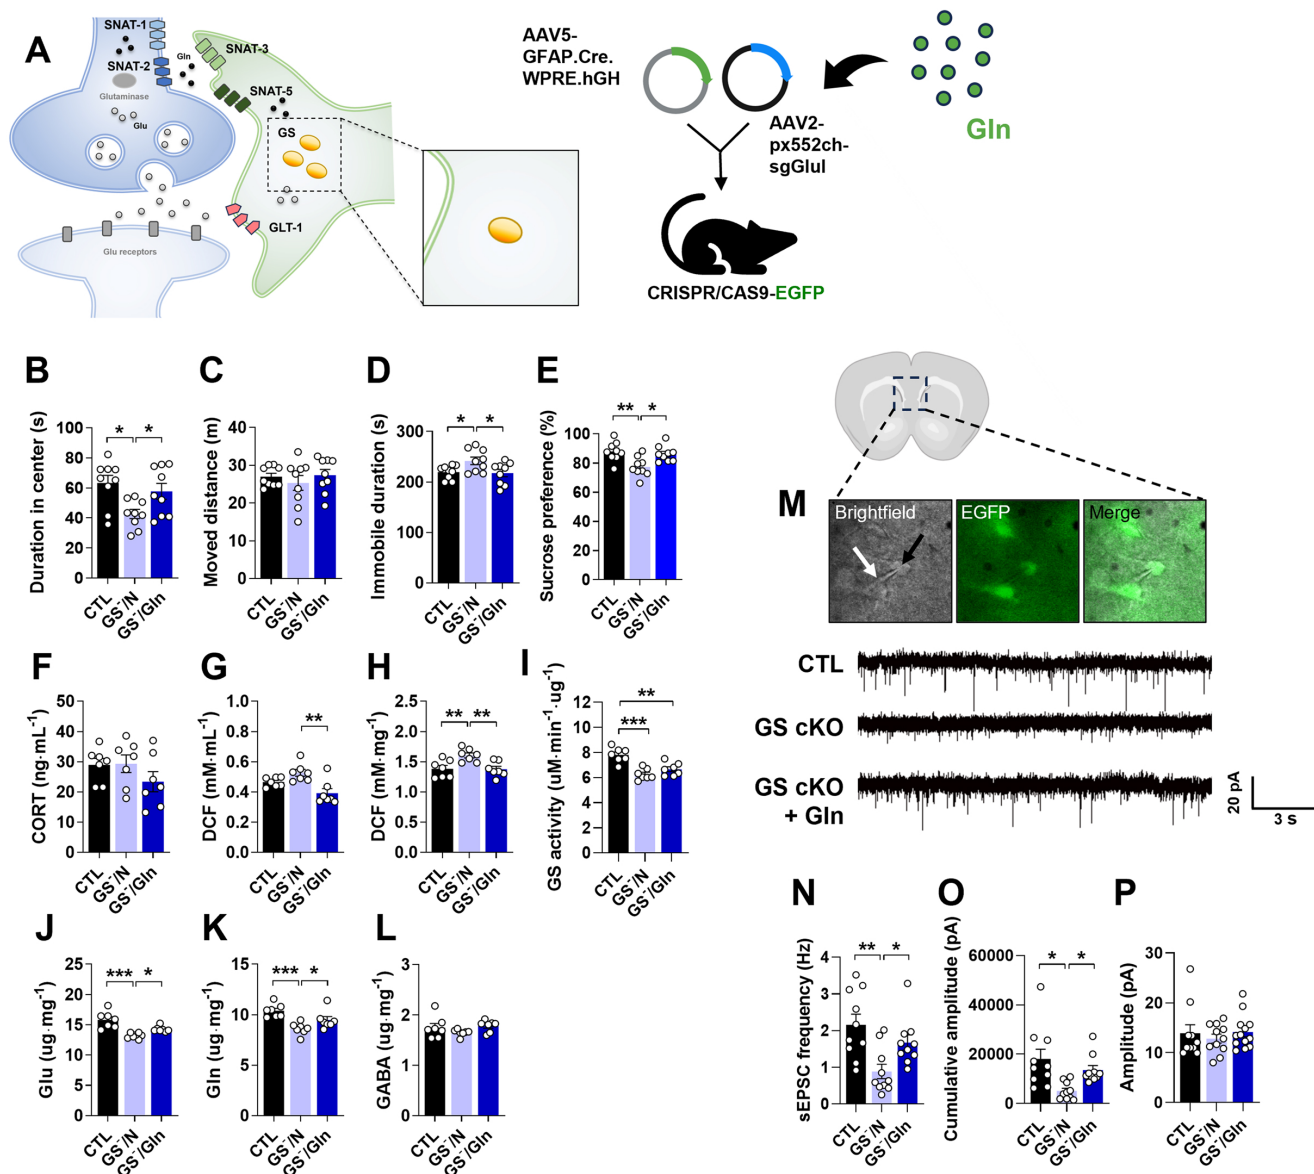 A
SNAT-1
SNAT-2
Glutaminase
Glu
Gln
SNAT-3
SNAT-5
GS
GLT-1
Glu receptors
AAV5-
GFAP.Cre.
WPRE.hGH
AAV2-
px552ch-
sgGlul
Gln
CRISPR/CAS9-EGFP
B
Duration in center (s)
100
80
60
40
20
0
* *
CTL
GS⁻/N
GS⁻/Gln
C
Moved distance (m)
40
30
20
10
0
CTL
GS⁻/N
GS⁻/Gln
D
Immobile duration (s)
300
200
100
0
* *
CTL
GS⁻/N
GS⁻/Gln
E
Sucrose preference (%)
100
80
60
40
20
0
** *
CTL
GS⁻/N
GS⁻/Gln
F
CORT (ng·mL⁻¹)
50
40
30
20
10
0
CTL
GS⁻/N
GS⁻/Gln
G
DCF (mM·mL⁻¹)
1.0
0.8
0.6
0.4
0.2
0.0
**
CTL
GS⁻/N
GS⁻/Gln
H
DCF (mM·mg⁻¹)
2.5
2.0
1.5
1.0
0.5
0.0
** **
CTL
GS⁻/N
GS⁻/Gln
I
GS activity (uM·min⁻¹·ug⁻¹)
12
10
8
6
4
2
0
**
***
CTL
GS⁻/N
GS⁻/Gln
J
Glu (ug·mg⁻¹)
25
20
15
10
5
0
*** *
CTL
GS⁻/N
GS⁻/Gln
K
Gln (ug·mg⁻¹)
15
10
5
0
*** *
CTL
GS⁻/N
GS⁻/Gln
L
GABA (ug·mg⁻¹)
3
2
1
0
CTL
GS⁻/N
GS⁻/Gln
M
Brightfield
EGFP
Merge
CTL
GS cKO
GS cKO
+ Gln
20 pA
3 s
N
sEPSC frequency (Hz)
4
3
2
1
0
** *
CTL
GS⁻/N
GS⁻/Gln
O
Cumulative amplitude (pA)
60000
40000
20000
0
* *
CTL
GS⁻/N
GS⁻/Gln
P
Amplitude (pA)
30
20
10
0
CTL
GS⁻/N
GS⁻/Gln